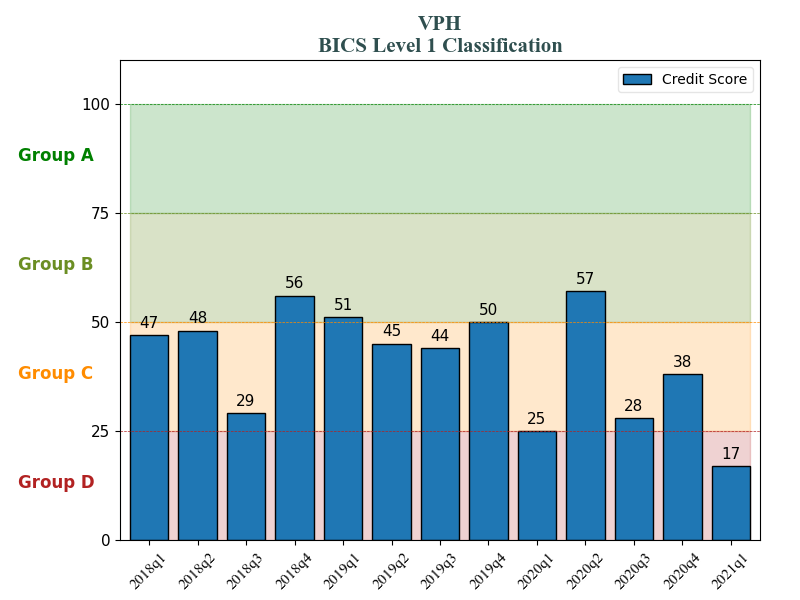 VPH
BICS Level 1 Classification
Credit Score
100
Group A
75
Group B
50
Group C
25
Group D
0
47
48
29
56
51
45
44
50
25
57
28
38
17
2018q1
2018q2
2018q3
2018q4
2019q1
2019q2
2019q3
2019q4
2020q1
2020q2
2020q3
2020q4
2021q1